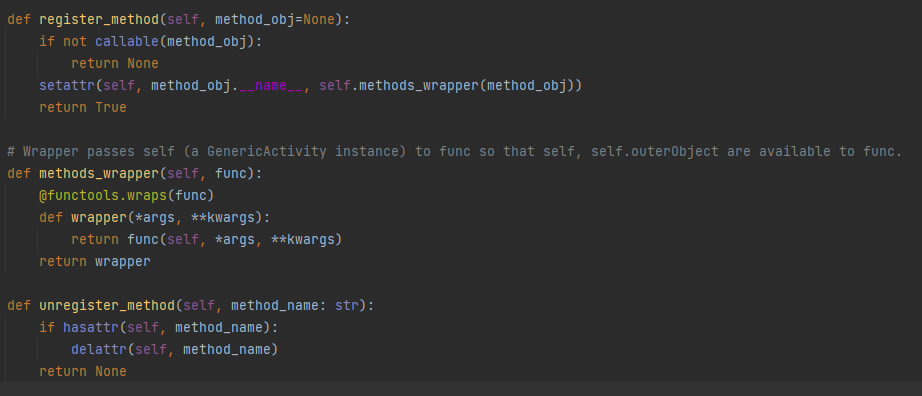 def register_method(self, method_obj=None):
    if not callable(method_obj):
        return None
    setattr(self, method_obj.__name__, self.methods_wrapper(method_obj))
    return True
# Wrapper passes self (a GenericActivity instance) to func so that self, self.outerObject are available to func.
def methods_wrapper(self, func):
    @functools.wraps(func)
    def wrapper(*args, **kwargs):
        return func(self, *args, **kwargs)
    return wrapper
def unregister_method(self, method_name: str):
    if hasattr(self, method_name):
        delattr(self, method_name)
    return None